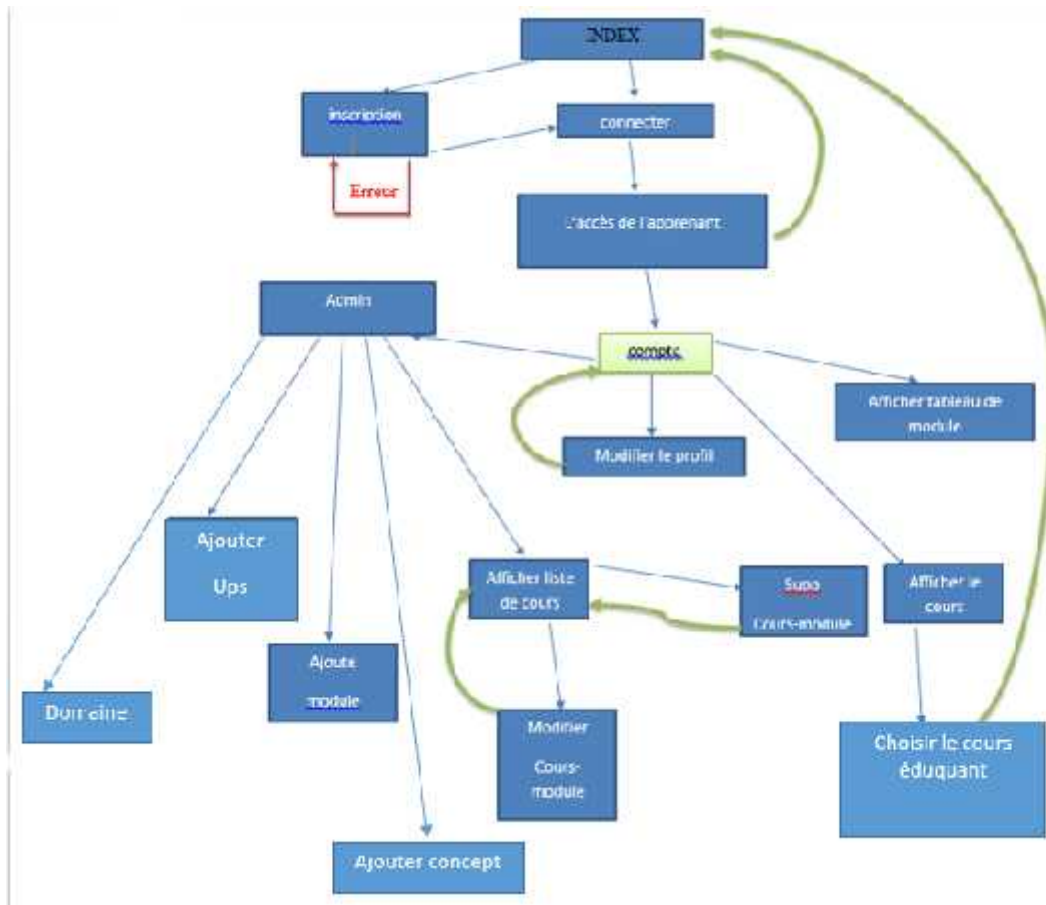 INDEX
inscription
connecter
Erreur
L'accès de l'apprenant
Admin
compte
Afficher tableau de
module
Modifier le profil
Ajouter
Ups
Afficher liste
de cours
Supp
Cours-module
Afficher le
cours
Ajoute
module
Domaine
Modifier
Cours-
module
Choisir le cours
éduquant
Ajouter concept